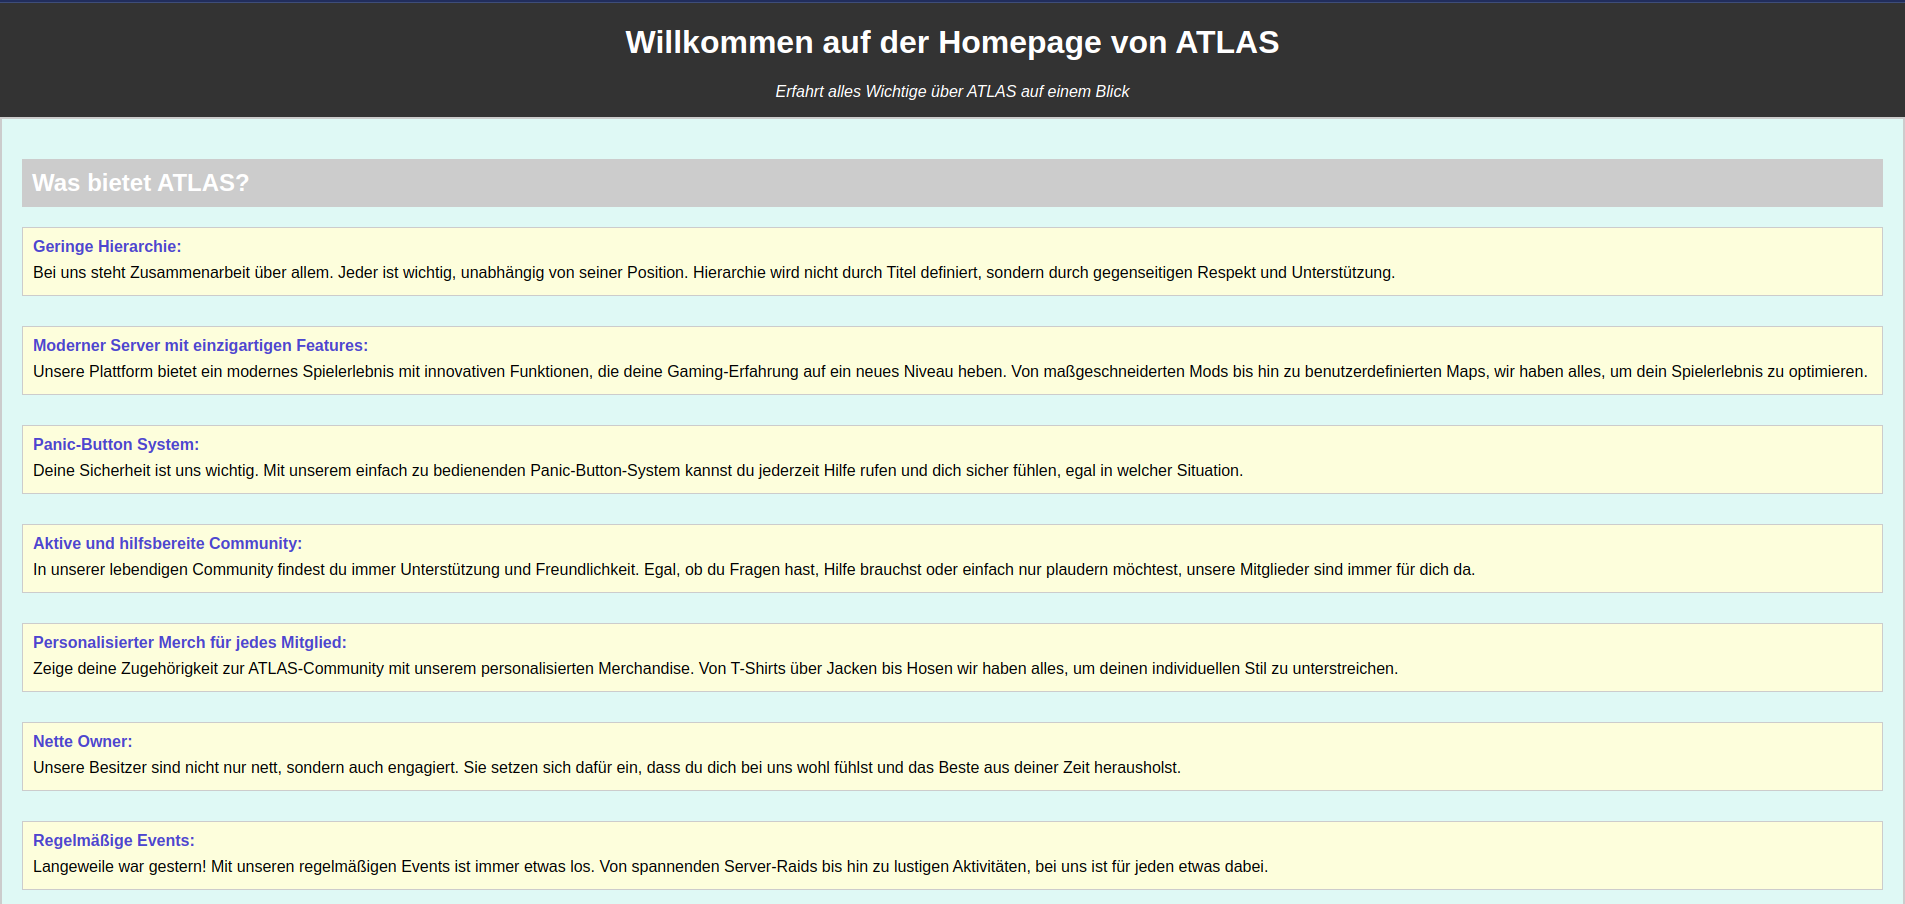 Willkommen auf der Homepage von ATLAS
Erfahrt alles Wichtige über ATLAS auf einem Blick
Was bietet ATLAS?
Geringe Hierarchie:
Bei uns steht Zusammenarbeit über allem. Jeder ist wichtig, unabhängig von seiner Position. Hierarchie wird nicht durch Titel definiert, sondern durch gegenseitigen Respekt und Unterstützung.
Moderner Server mit einzigartigen Features:
Unsere Plattform bietet ein modernes Spielerlebnis mit innovativen Funktionen, die deine Gaming-Erfahrung auf ein neues Niveau heben. Von maßgeschneiderten Mods bis hin zu benutzerdefinierten Maps, wir haben alles, um dein Spielerlebnis zu optimieren.
Panic-Button System:
Deine Sicherheit ist uns wichtig. Mit unserem einfach zu bedienenden Panic-Button-System kannst du jederzeit Hilfe rufen und dich sicher fühlen, egal in welcher Situation.
Aktive und hilfsbereite Community:
In unserer lebendigen Community findest du immer Unterstützung und Freundlichkeit. Egal, ob du Fragen hast, Hilfe brauchst oder einfach nur plaudern möchtest, unsere Mitglieder sind immer für dich da.
Personalisierter Merch für jedes Mitglied:
Zeige deine Zugehörigkeit zur ATLAS-Community mit unserem personalisierten Merchandise. Von T-Shirts über Jacken bis Hosen wir haben alles, um deinen individuellen Stil zu unterstreichen.
Nette Owner:
Unsere Besitzer sind nicht nur nett, sondern auch engagiert. Sie setzen sich dafür ein, dass du dich bei uns wohl fühlst und das Beste aus deiner Zeit herausholst.
Regelmäßige Events:
Langeweile war gestern! Mit unseren regelmäßigen Events ist immer etwas los. Von spannenden Server-Raids bis hin zu lustigen Aktivitäten, bei uns ist für jeden etwas dabei.